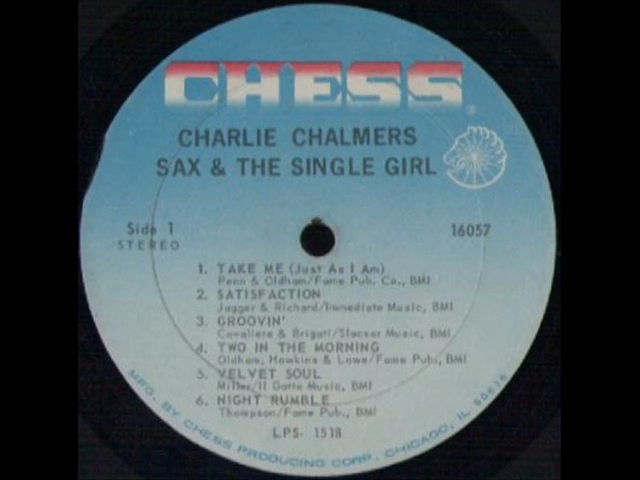 CHESS
®
CHARLIE CHALMERS
SAX & THE SINGLE GIRL
Side 1
STEREO
16057
1. TAKE ME (Just As I Am)
Penn & Oldham/Fame Pub. Co., BMI
2. SATISFACTION
Jagger & Richard/Immediate Music, BMI
3. GROOVIN'
Cavaliere & Brigati/Slacsar Music, BMI
4. TWO IN THE MORNING
Oldham, Hawkins & Lowe/Fame Pub., BMI
5. VELVET SOUL
Miller/Il Gatto Music, BMI
6. NIGHT RUMBLE
Thompson/Fame Pub., BMI
LPS- 1518
MFG. BY CHESS PRODUCING CORP., CHICAGO, IL 60616